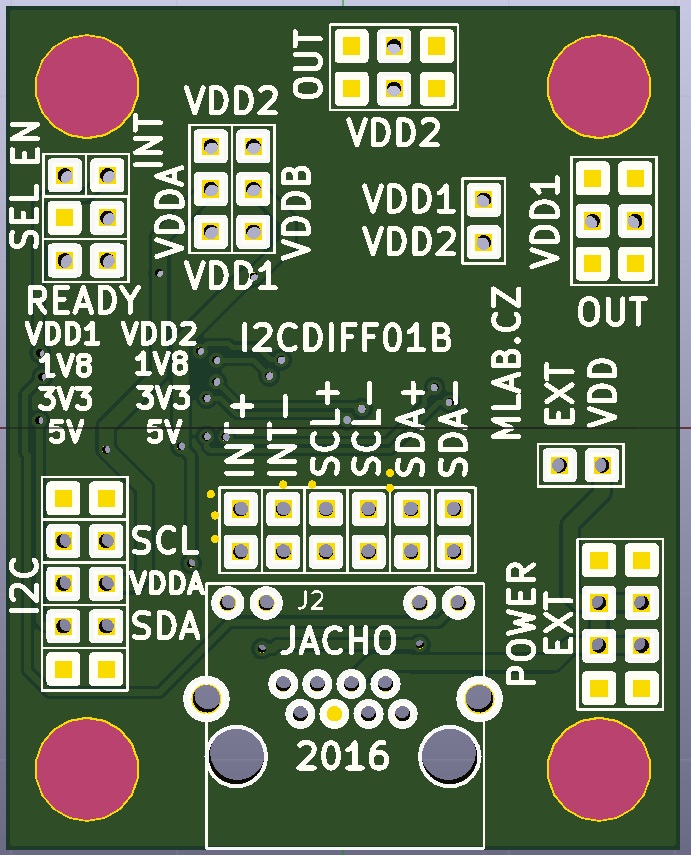 OUT
VDD2
VDD2
SEL EN
INT
VDDA
VDDB
VDD1
VDD1
VDD2
VDD1
OUT
READY
VDD1 VDD2
1V8 1V8
3V3 3V3
5V 5V
I2CDIFF01B
MLAB.CZ
EXT
VDD
INT+
INT-
SCL+
SCL-
SDA+
SDA-
I2C
SCL
VDDA
SDA
POWER
EXT
J2
JACHO
2016